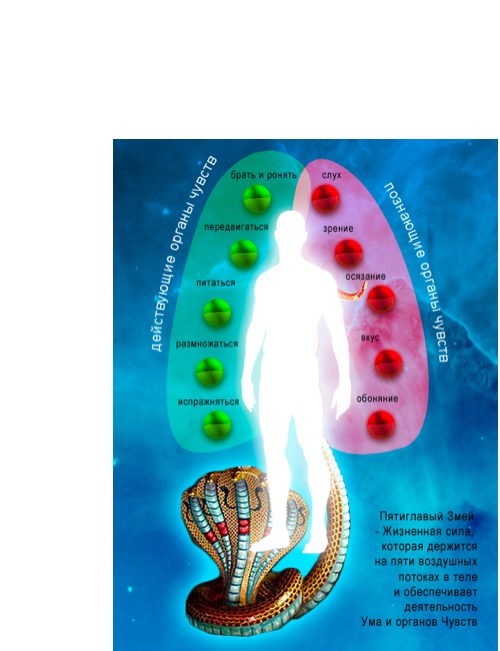 действующие органы чувств
познающие органы чувств
брать и ронять
слух
передвигаться
зрение
осязание
питаться
размножаться
вкус
испражняться
обоняние
Пятиглавый Змей
- Жизненная сила,
которая держится
на пяти воздушных
потоках в теле
и обеспечивает
деятельность
Ума и органов Чувств